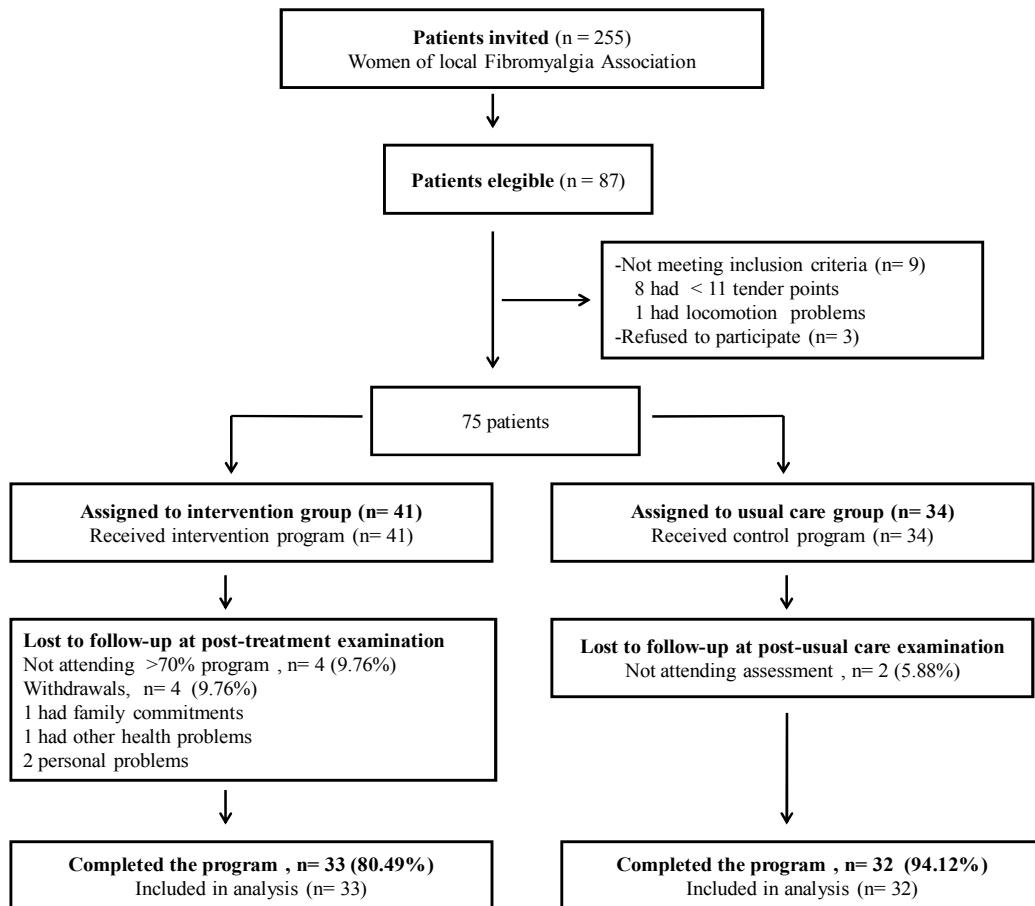 Patients invited (n = 255)
Women of local Fibromyalgia Association
Patients elegible (n = 87)
-Not meeting inclusion criteria (n= 9)
8 had < 11 tender points
1 had locomotion problems
-Refused to participate (n= 3)
75 patients
Assigned to intervention group (n= 41)
Received intervention program (n= 41)
Assigned to usual care group (n= 34)
Received control program (n= 34)
Lost to follow-up at post-treatment examination
Not attending >70% program , n= 4 (9.76%)
Withdrawals, n= 4 (9.76%)
1 had family commitments
1 had other health problems
2 personal problems
Lost to follow-up at post-usual care examination
Not attending assessment , n= 2 (5.88%)
Completed the program , n= 33 (80.49%)
Included in analysis (n= 33)
Completed the program , n= 32 (94.12%)
Included in analysis (n= 32)